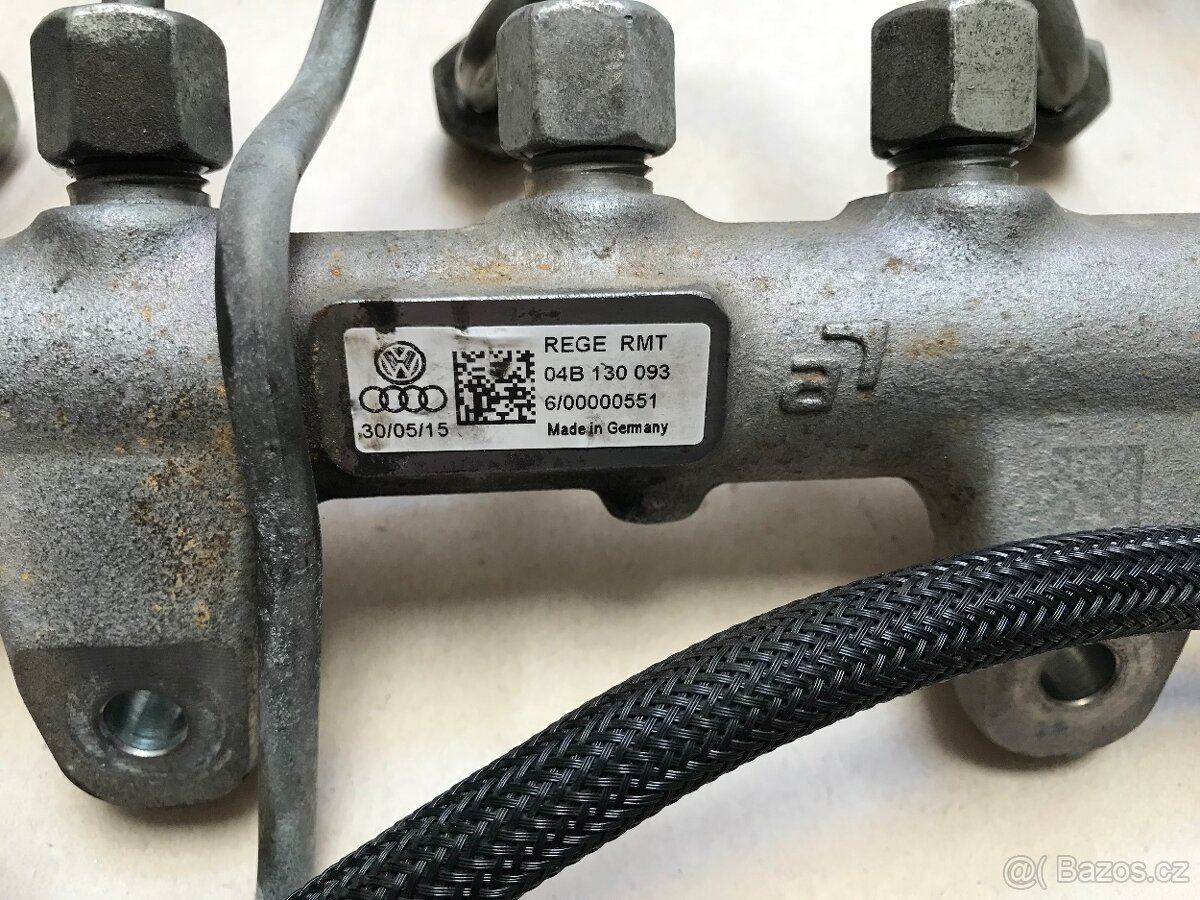 REGE RMT
04B 130 093
6/00000551
30/05/15
Made in Germany
@( Bazos.cz